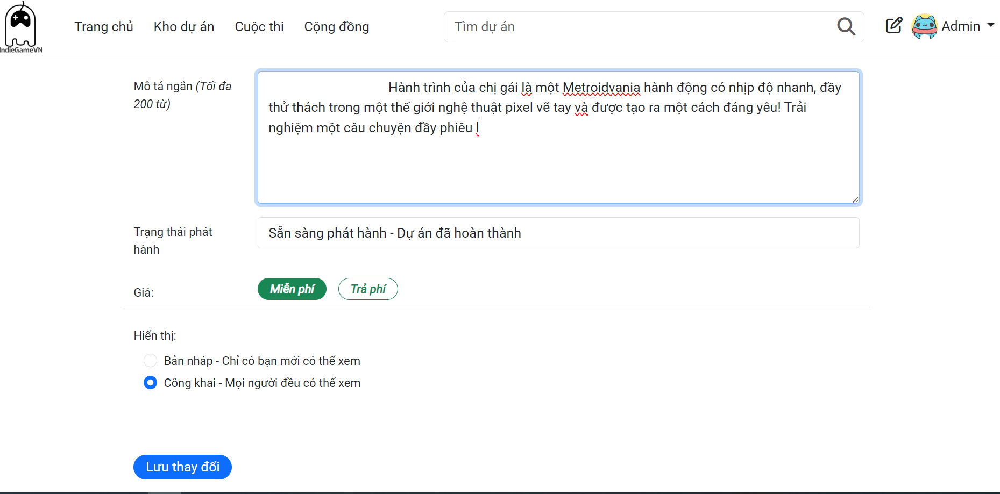 IndieGameVN
Trang chủ
Kho dự án
Cuộc thi
Cộng đồng
Tìm dự án
Admin
Mô tả ngắn (Tối đa
200 từ)
Hành trình của chị gái là một Metroidvania hành động có nhịp độ nhanh, đầy
thử thách trong một thế giới nghệ thuật pixel vẽ tay và được tạo ra một cách đáng yêu! Trải
nghiệm một câu chuyện đầy phiêu l
Trạng thái phát
hành
Sẵn sàng phát hành - Dự án đã hoàn thành
Giá:
Miễn phí
Trả phí
Hiển thị:
Bản nháp - Chỉ có bạn mới có thể xem
Công khai - Mọi người đều có thể xem
Lưu thay đổi